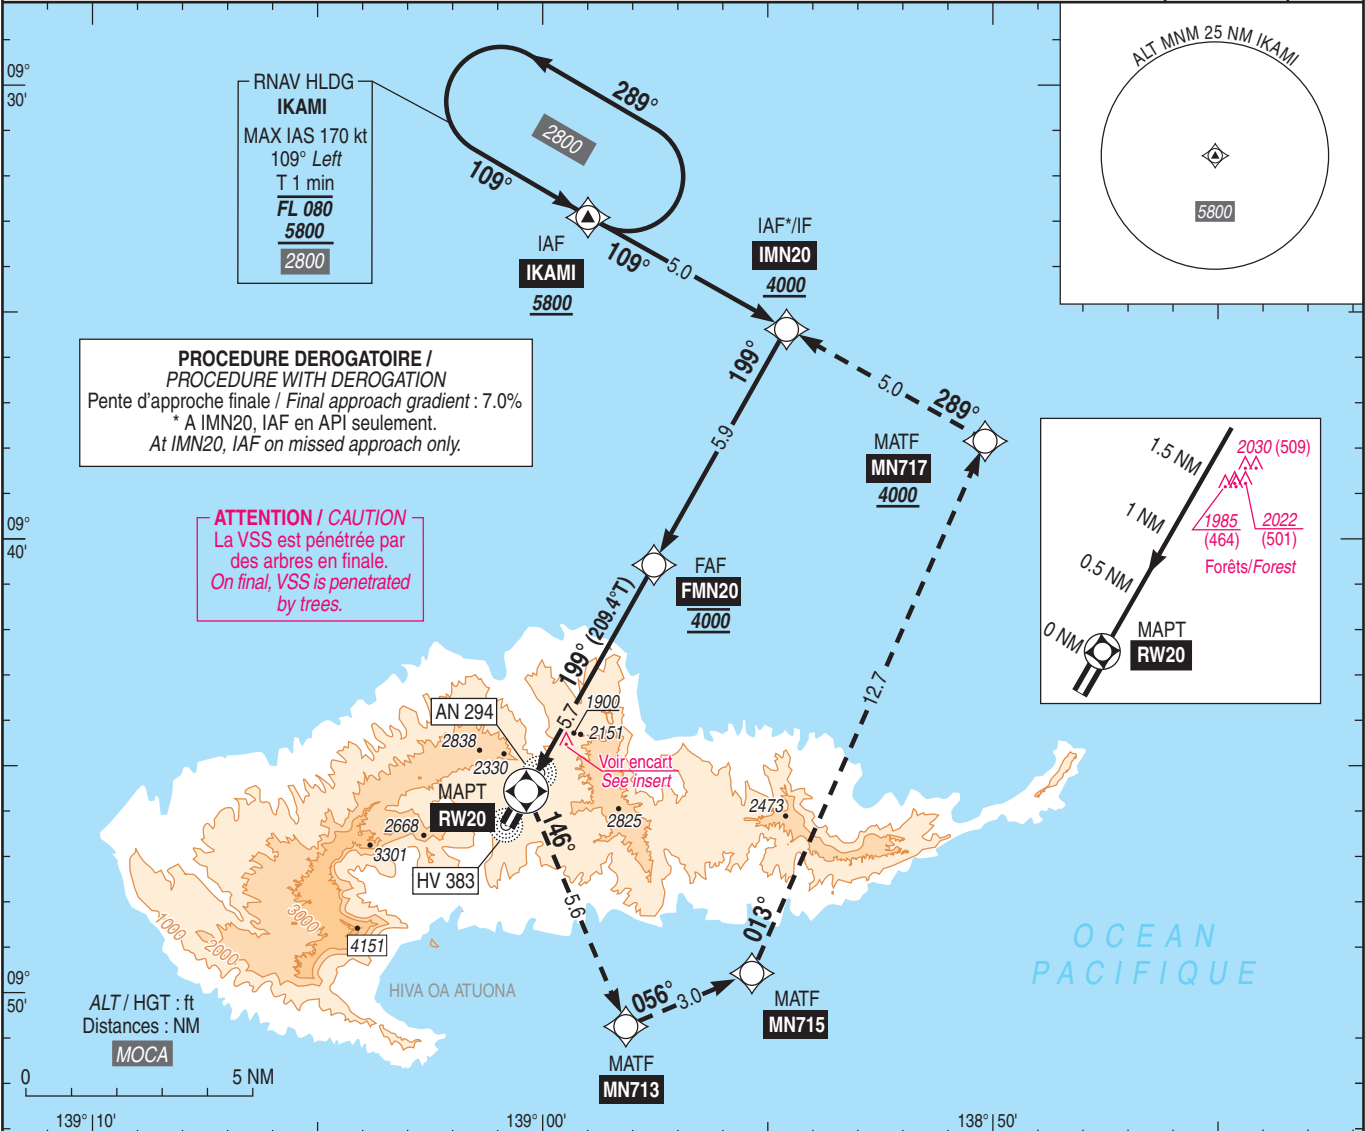 ALT MNM 25 NM IKAMI
5800
09°
30'
RNAV HLDG
IKAMI
MAX IAS 170 kt
109° Left
T 1 min
FL 080
5800
2800
289°
2800
109°
IAF
IKAMI
5800
109°
5.0
IAF*/IF
IMN20
4000
PROCEDURE DEROGATOIRE /
PROCEDURE WITH DEROGATION
Pente d'approche finale / Final approach gradient : 7.0%
* A IMN20, IAF en API seulement.
At IMN20, IAF on missed approach only.
199°
5.9
5.0
289°
MATF
MN717
4000
1.5 NM
1 NM
0.5 NM
0 NM
2030 (509)
1985
(464)
2022
(501)
Forêts/Forest
MAPT
RW20
ATTENTION / CAUTION
La VSS est pénétrée par
des arbres en finale.
On final, VSS is penetrated
by trees.
09°
40'
FAF
FMN20
4000
199° (209.4°T)
5.7
12.7
AN 294
1900
2151
2838
2330
Voir encart
See insert
MAPT
RW20
2668
3301
2825
2473
HV 383
146°
5.6
1000
2000
3000
4151
013°
OCEAN
PACIFIQUE
HIVA OA ATUONA
09°
50'
056°
3.0
MATF
MN715
MATF
MN713
ALT / HGT : ft
Distances : NM
MOCA
0
5 NM
139° 10'
139° 00'
138° 50'